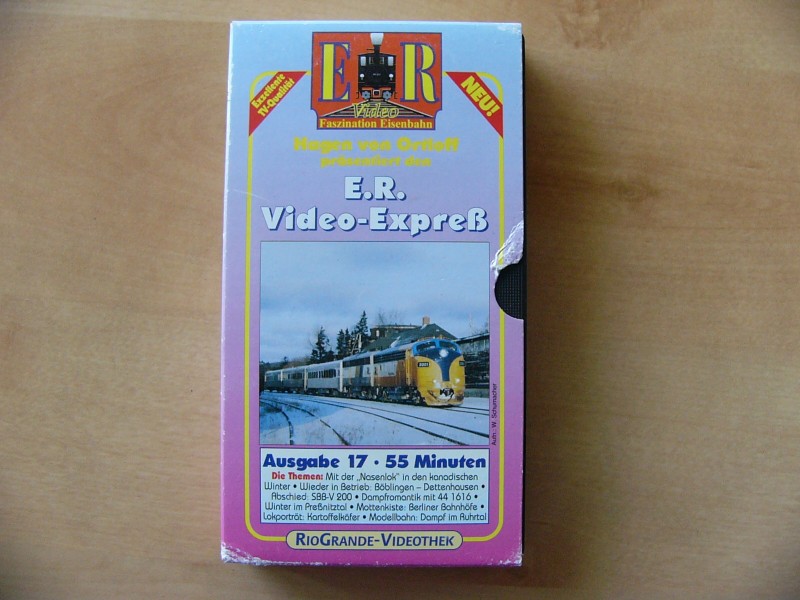 E R
Video
Faszination Eisenbahn
Exzellente
TV-Qualität
NEU!
Hagen von Ortloff
präsentiert den
E.R.
Video-Expreß
Aufn.: W. Schumacher
Ausgabe 17 • 55 Minuten
Die Themen: Mit der „Nasenlok" in den kanadischen
Winter • Wieder in Betrieb: Böblingen – Dettenhausen •
Abschied: SBB-V 200 • Dampfromantik mit 44 1616 •
Winter im Preßnitztal • Mottenkiste: Berliner Bahnhöfe •
Lokporträt: Kartoffelkäfer • Modellbahn: Dampf im Ruhrtal
RIOGRANDE-VIDEOTHEK